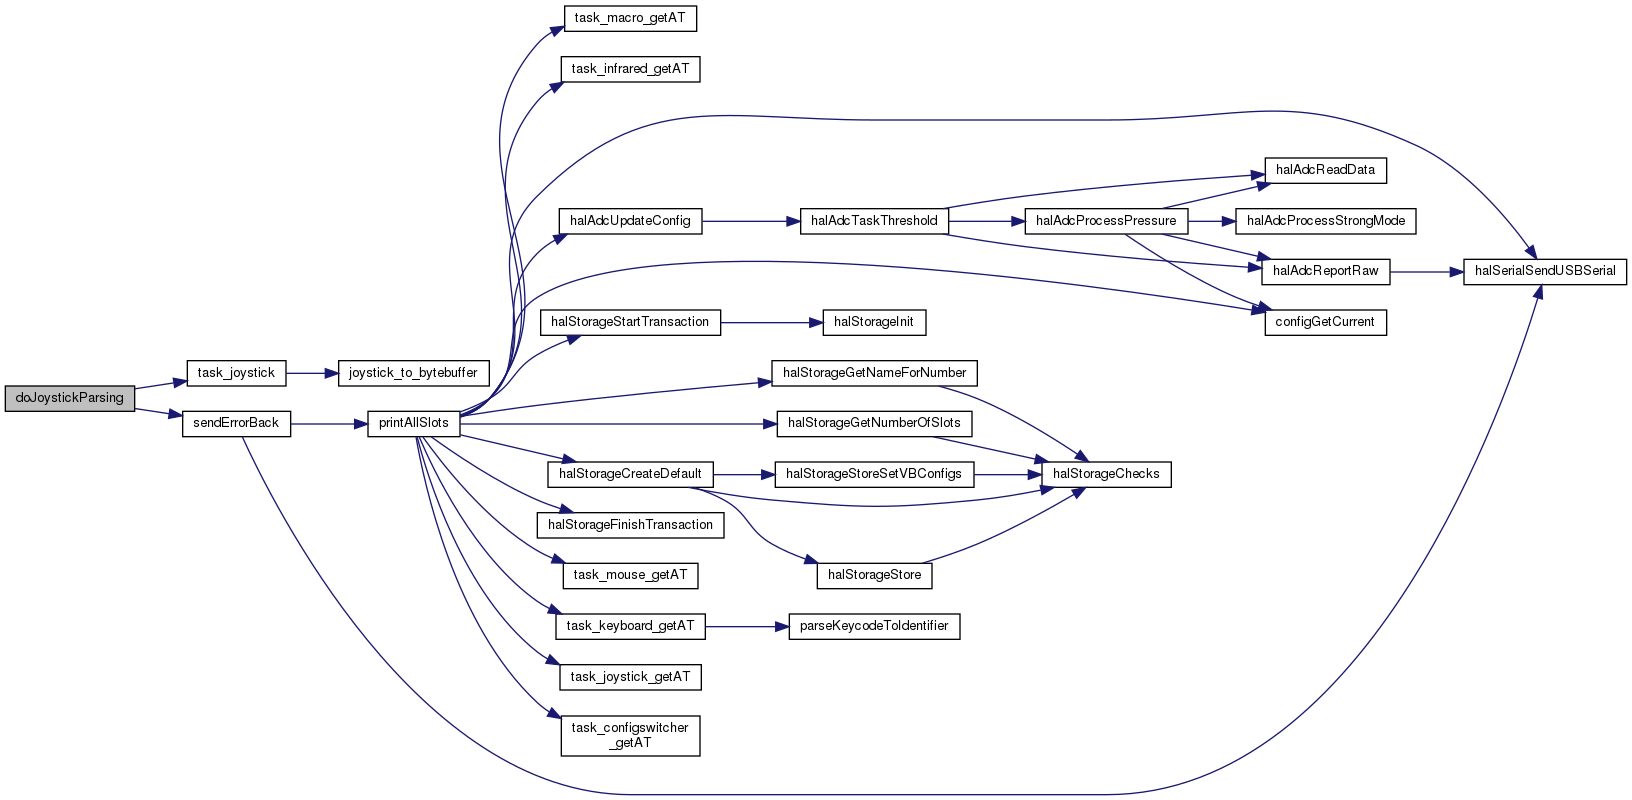 task_macro_getAT
task_infrared_getAT
halAdcReadData
halAdcUpdateConfig
halAdcTaskThreshold
halAdcProcessPressure
halAdcProcessStrongMode
halAdcReportRaw
halSerialSendUSBSerial
halStorageStartTransaction
halStorageInit
configGetCurrent
task_joystick
joystick_to_bytebuffer
halStorageGetNameForNumber
doJoystickParsing
sendErrorBack
printAllSlots
halStorageGetNumberOfSlots
halStorageCreateDefault
halStorageStoreSetVBConfigs
halStorageChecks
halStorageFinishTransaction
task_mouse_getAT
halStorageStore
task_keyboard_getAT
parseKeycodeToIdentifier
task_joystick_getAT
task_configswitcher
_getAT